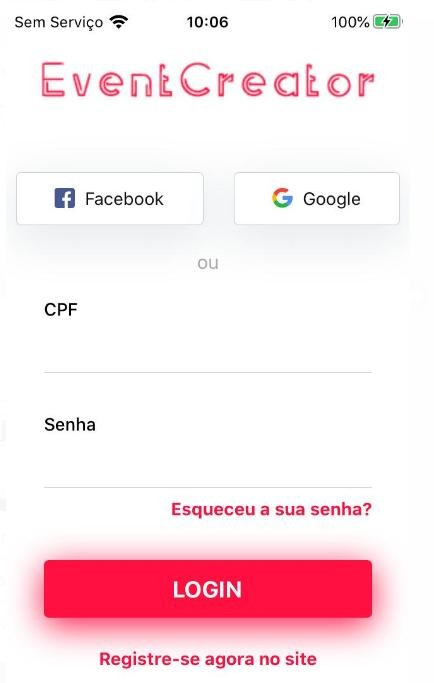 Sem Serviço 10:06 100%
EventCreator
Facebook Google
ou
CPF
Senha
Esqueceu a sua senha?
LOGIN
Registre-se agora no site